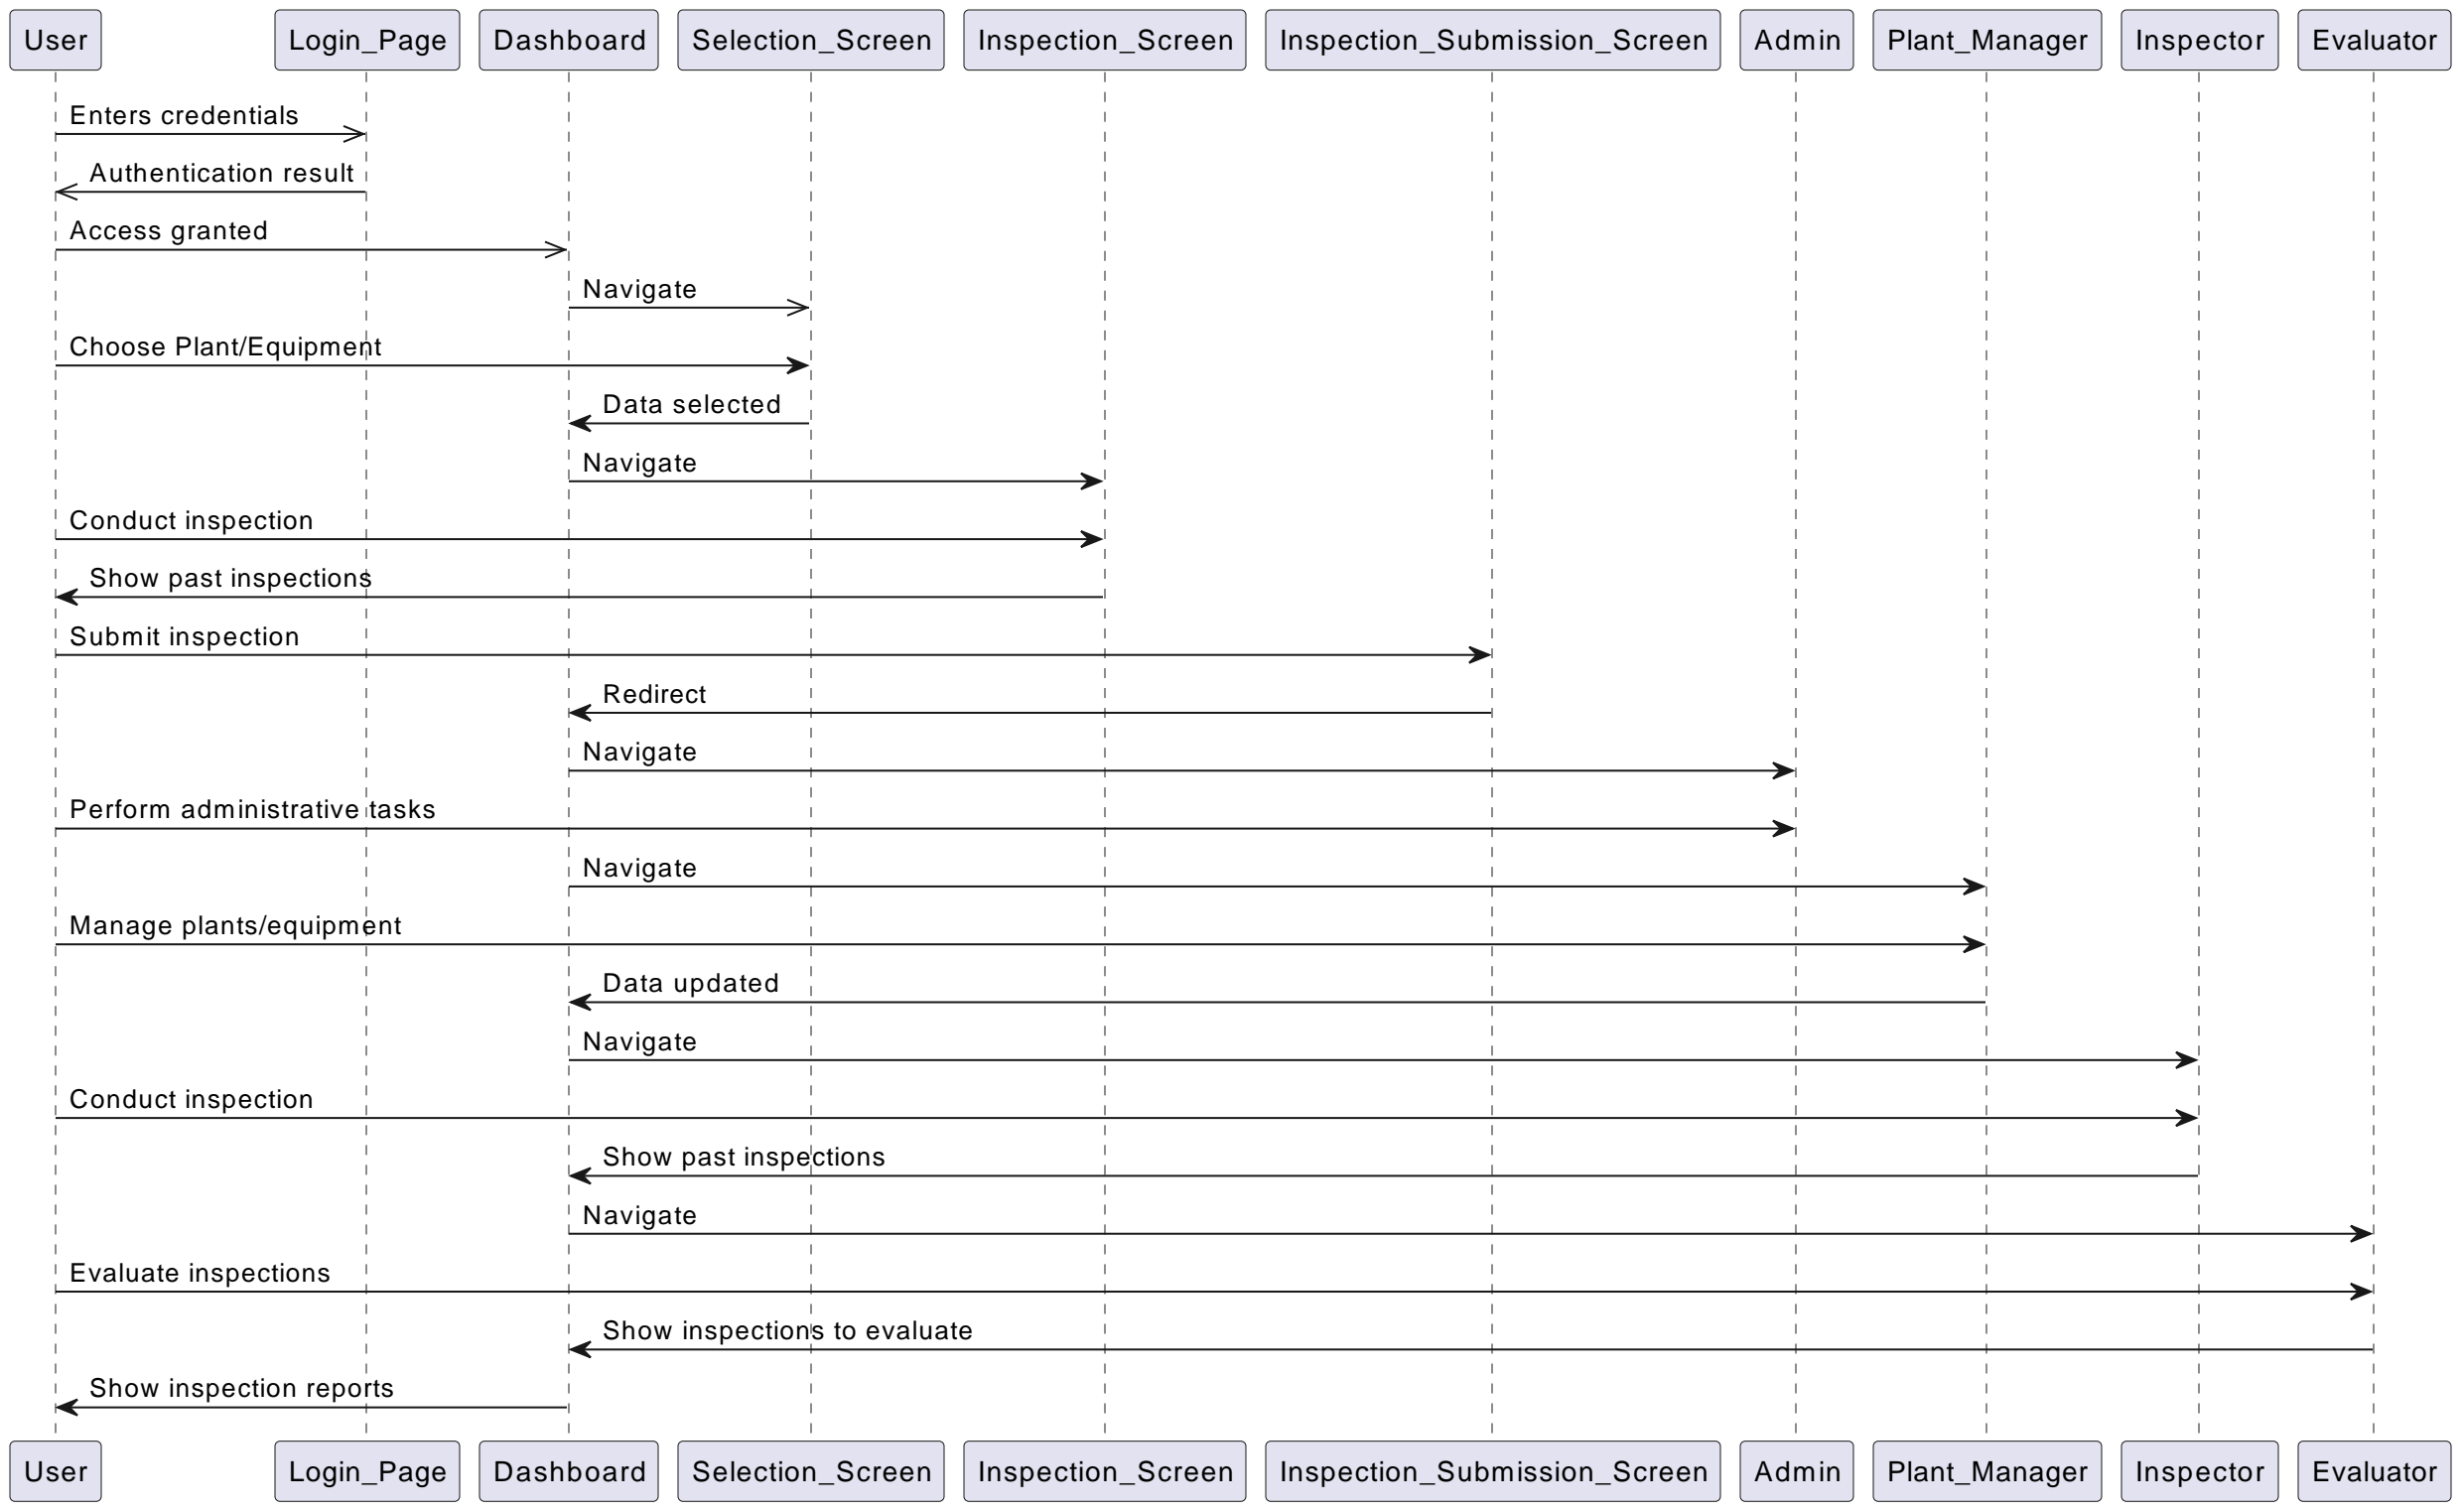 User Login_Page Dashboard Selection_Screen Inspection_Screen Inspection_Submission_Screen Admin Plant_Manager Inspector Evaluator
Enters credentials
Authentication result
Access granted
Navigate
Choose Plant/Equipment
Data selected
Navigate
Conduct inspection
Show past inspections
Submit inspection
Redirect
Navigate
Perform administrative tasks
Navigate
Manage plants/equipment
Data updated
Navigate
Conduct inspection
Show past inspections
Navigate
Evaluate inspections
Show inspections to evaluate
Show inspection reports
User Login_Page Dashboard Selection_Screen Inspection_Screen Inspection_Submission_Screen Admin Plant_Manager Inspector Evaluator